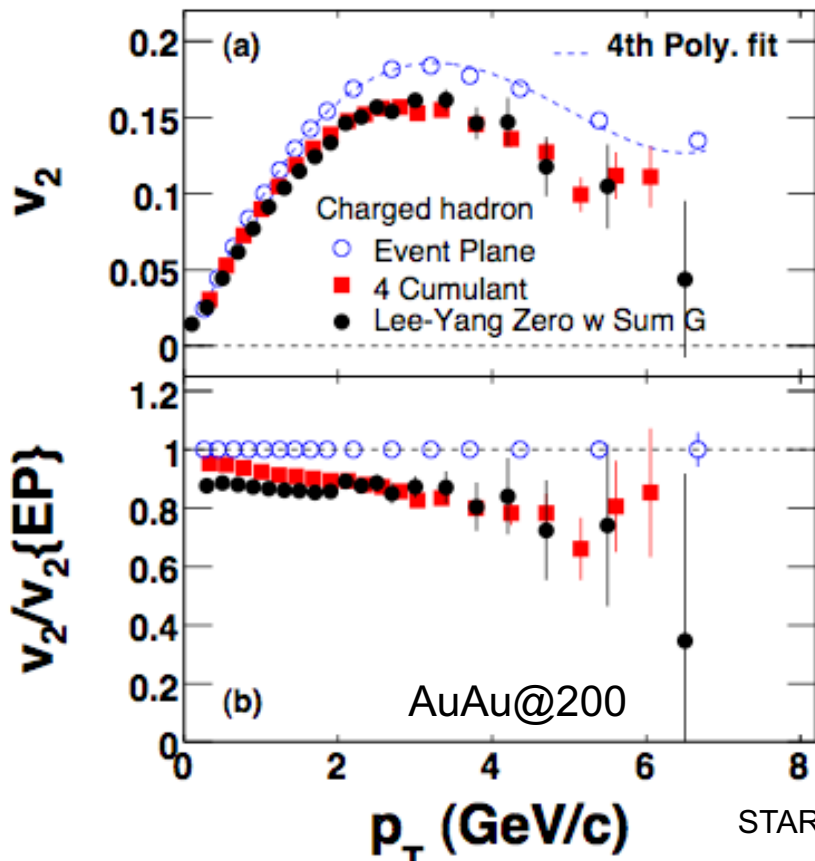 (a)
4th Poly. fit
0.2
0.15
0.1
0.05
0
v2
Charged hadron
Event Plane
4 Cumulant
Lee-Yang Zero w Sum G
1.2
1
0.8
0.6
0.4
0.2
0
v2/v2{EP}
(b)
AuAu@200
0 2 4 6 8
pT (GeV/c)
STAR